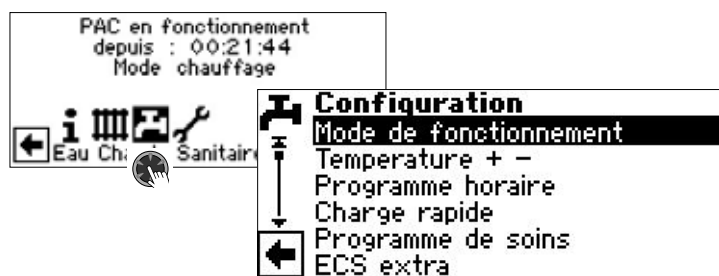 PAC en fonctionnement
depuis : 00:21:44
Mode chauffage
Eau Ch Sanitaire
Configuration
Mode de fonctionnement
Temperature + −
Programme horaire
Charge rapide
Programme de soins
ECS extra